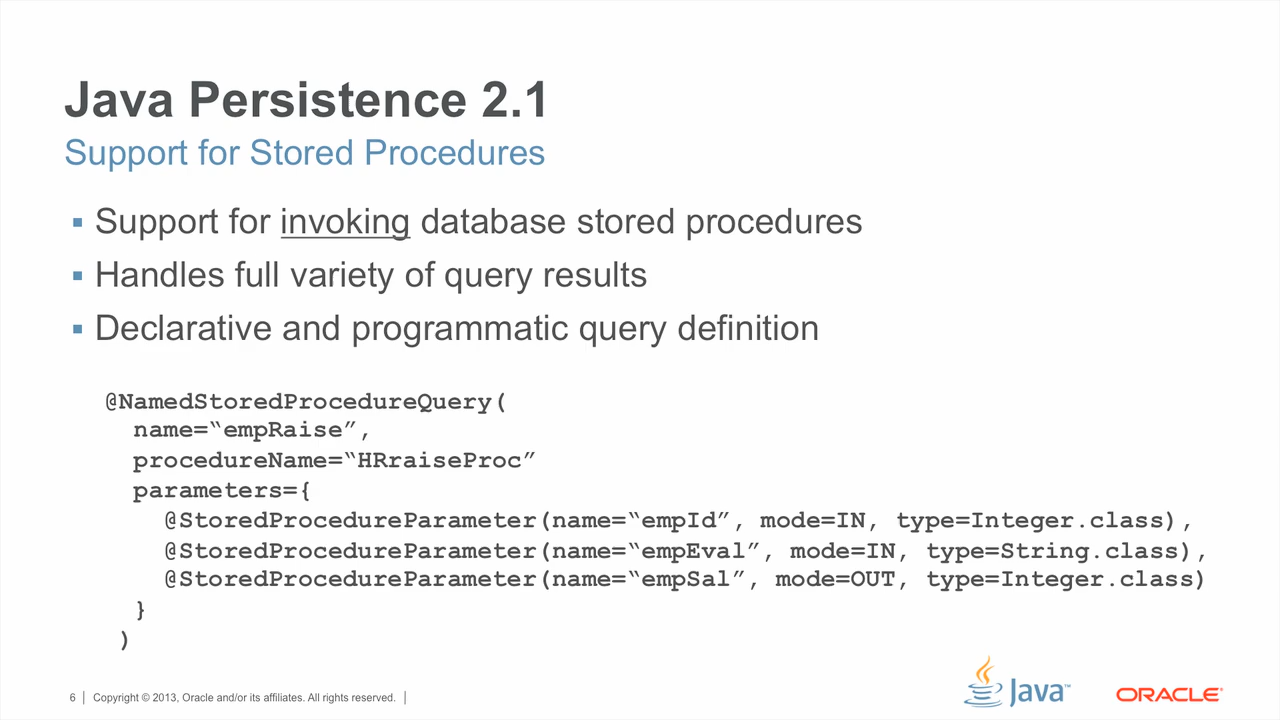 Java Persistence 2.1
Support for Stored Procedures
▪ Support for invoking database stored procedures
▪ Handles full variety of query results
▪ Declarative and programmatic query definition
@NamedStoredProcedureQuery(
name=“empRaise”,
procedureName=“HRraiseProc”
parameters={
@StoredProcedureParameter(name=“empId”, mode=IN, type=Integer.class),
@StoredProcedureParameter(name=“empEval”, mode=IN, type=String.class),
@StoredProcedureParameter(name=“empSal”, mode=OUT, type=Integer.class)
}
)
6 | Copyright © 2013, Oracle and/or its affiliates. All rights reserved. |
Java™ ORACLE®